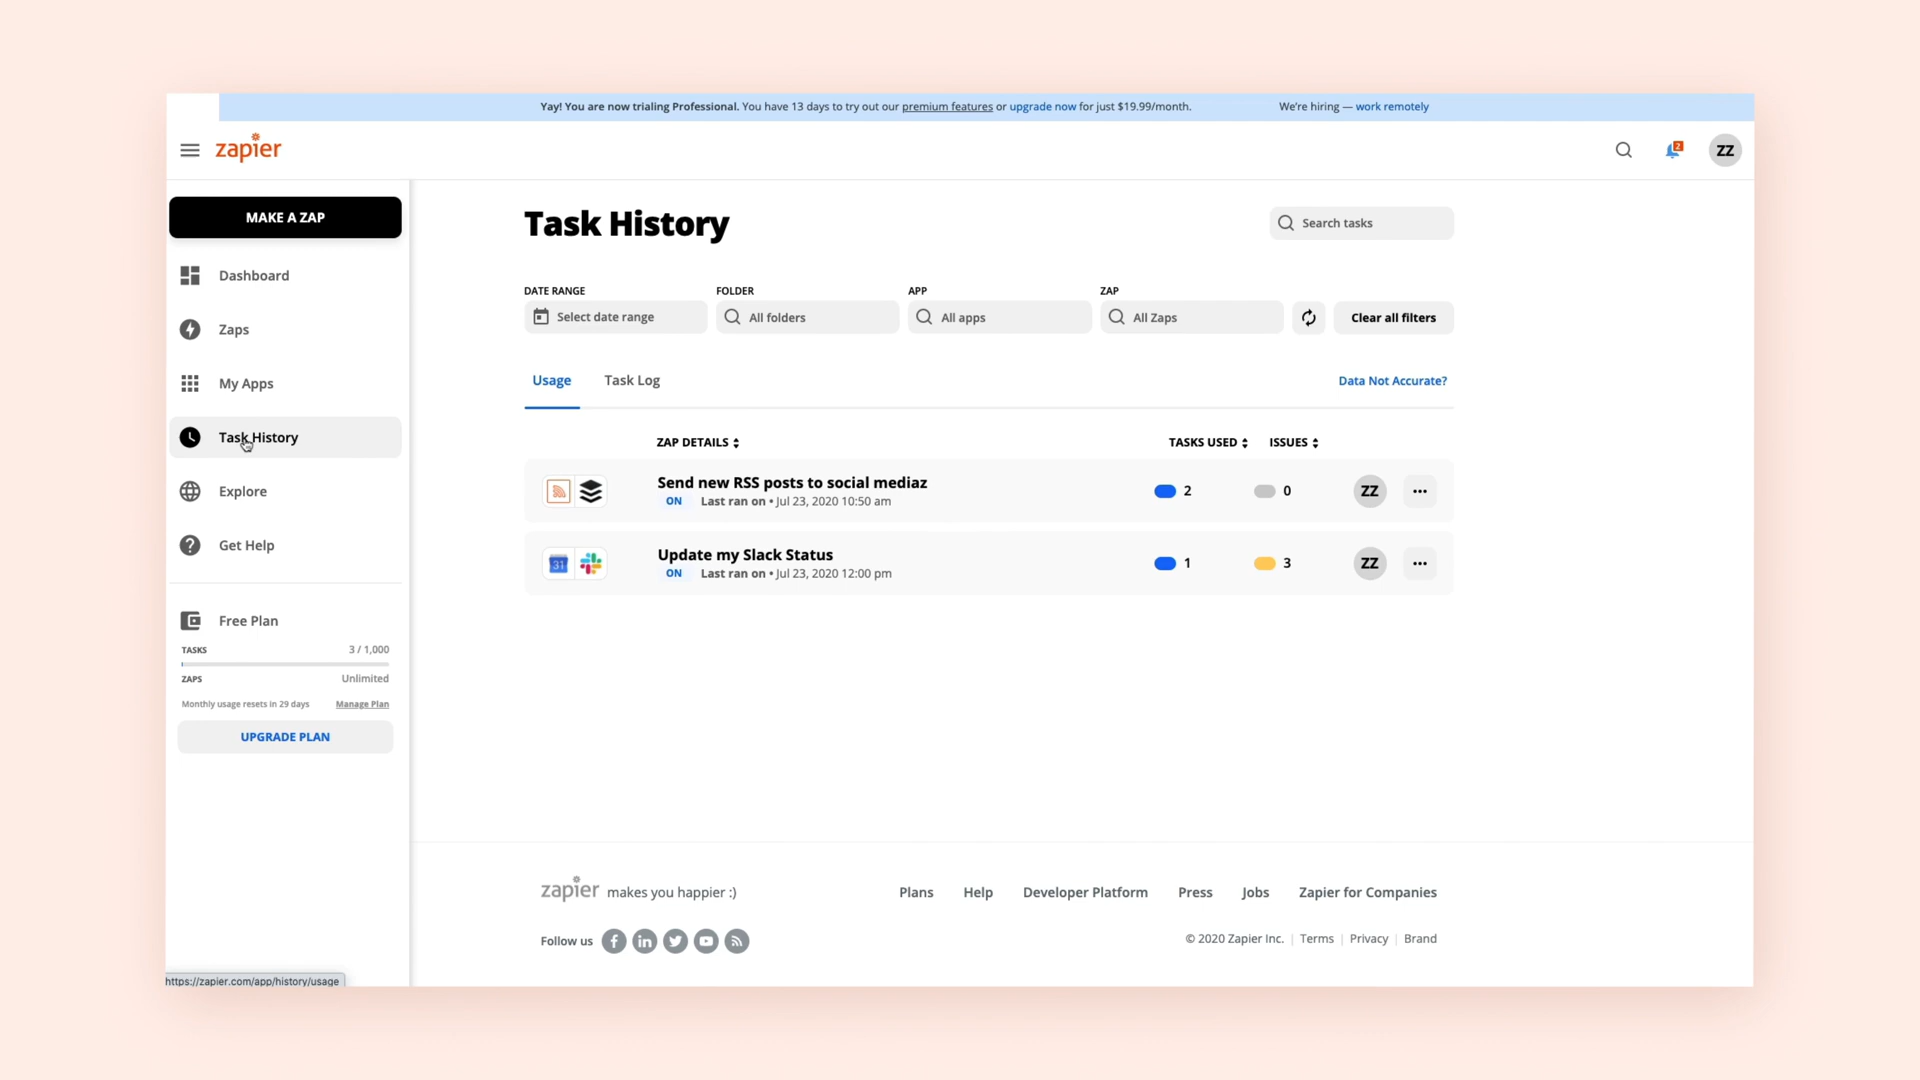 Yay! You are now trialing Professional. You have 13 days to try out our premium features or upgrade now for just $19.99/month. We're hiring — work remotely
zapier
2
ZZ
MAKE A ZAP
Dashboard
Zaps
My Apps
Task History
Explore
Get Help
Free Plan
TASKS 3 / 1,000
ZAPS Unlimited
Monthly usage resets in 29 days Manage Plan
UPGRADE PLAN
Task History
Search tasks
DATE RANGE FOLDER APP ZAP
Select date range All folders All apps All Zaps Clear all filters
Usage Task Log Data Not Accurate?
ZAP DETAILS TASKS USED ISSUES
Send new RSS posts to social mediaz
ON Last ran on • Jul 23, 2020 10:50 am
2 0 ZZ
31
Update my Slack Status
ON Last ran on • Jul 23, 2020 12:00 pm
1 3 ZZ
zapier makes you happier :)
Plans Help Developer Platform Press Jobs Zapier for Companies
Follow us
© 2020 Zapier Inc. | Terms | Privacy | Brand
https://zapier.com/app/history/usage